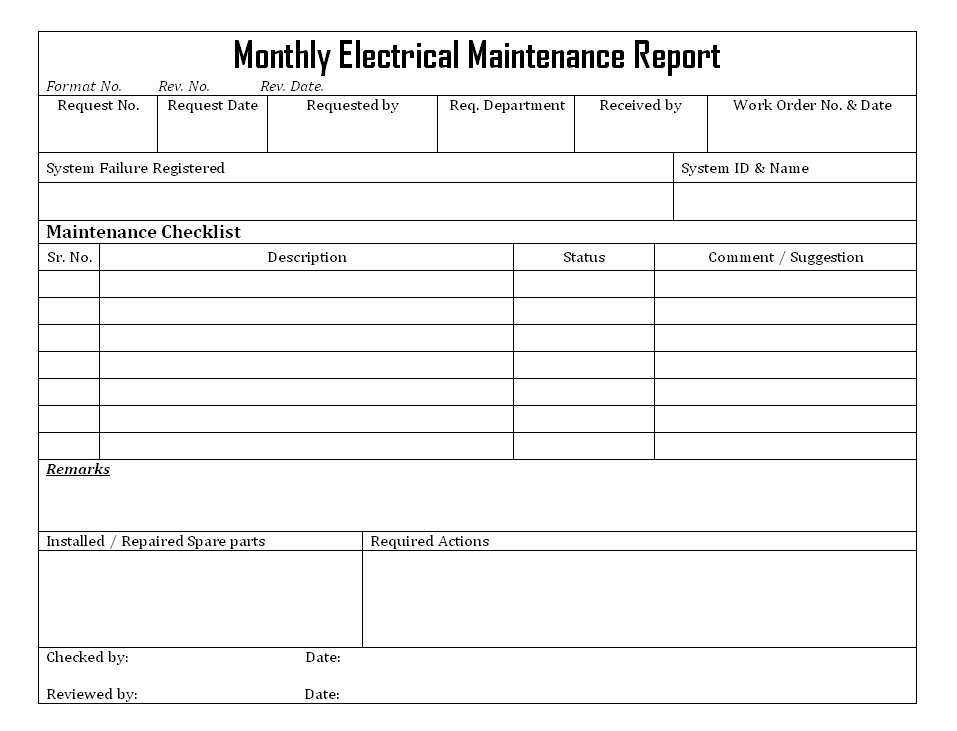 Monthly Electrical Maintenance Report
Format No. Rev. No. Rev. Date.
Request No. Request Date Requested by Req. Department Received by Work Order No. & Date
System Failure Registered System ID & Name
Maintenance Checklist
Sr. No. Description Status Comment / Suggestion
Remarks
Installed / Repaired Spare parts Required Actions
Checked by: Date:
Reviewed by: Date: